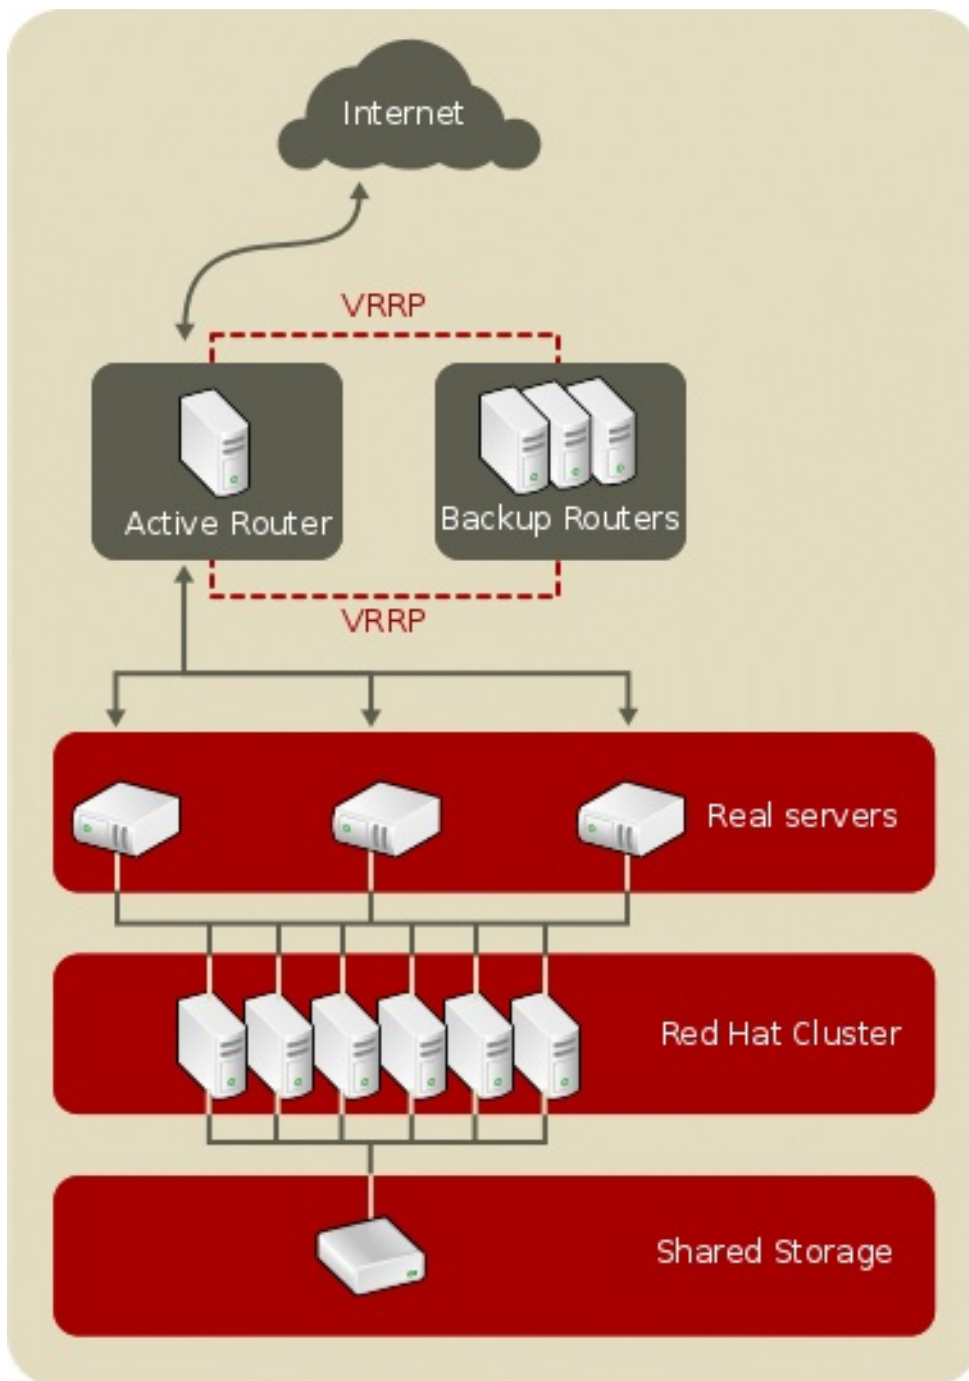 Internet
VRRP
Active Router
Backup Routers
VRRP
Real servers
Red Hat Cluster
Shared Storage